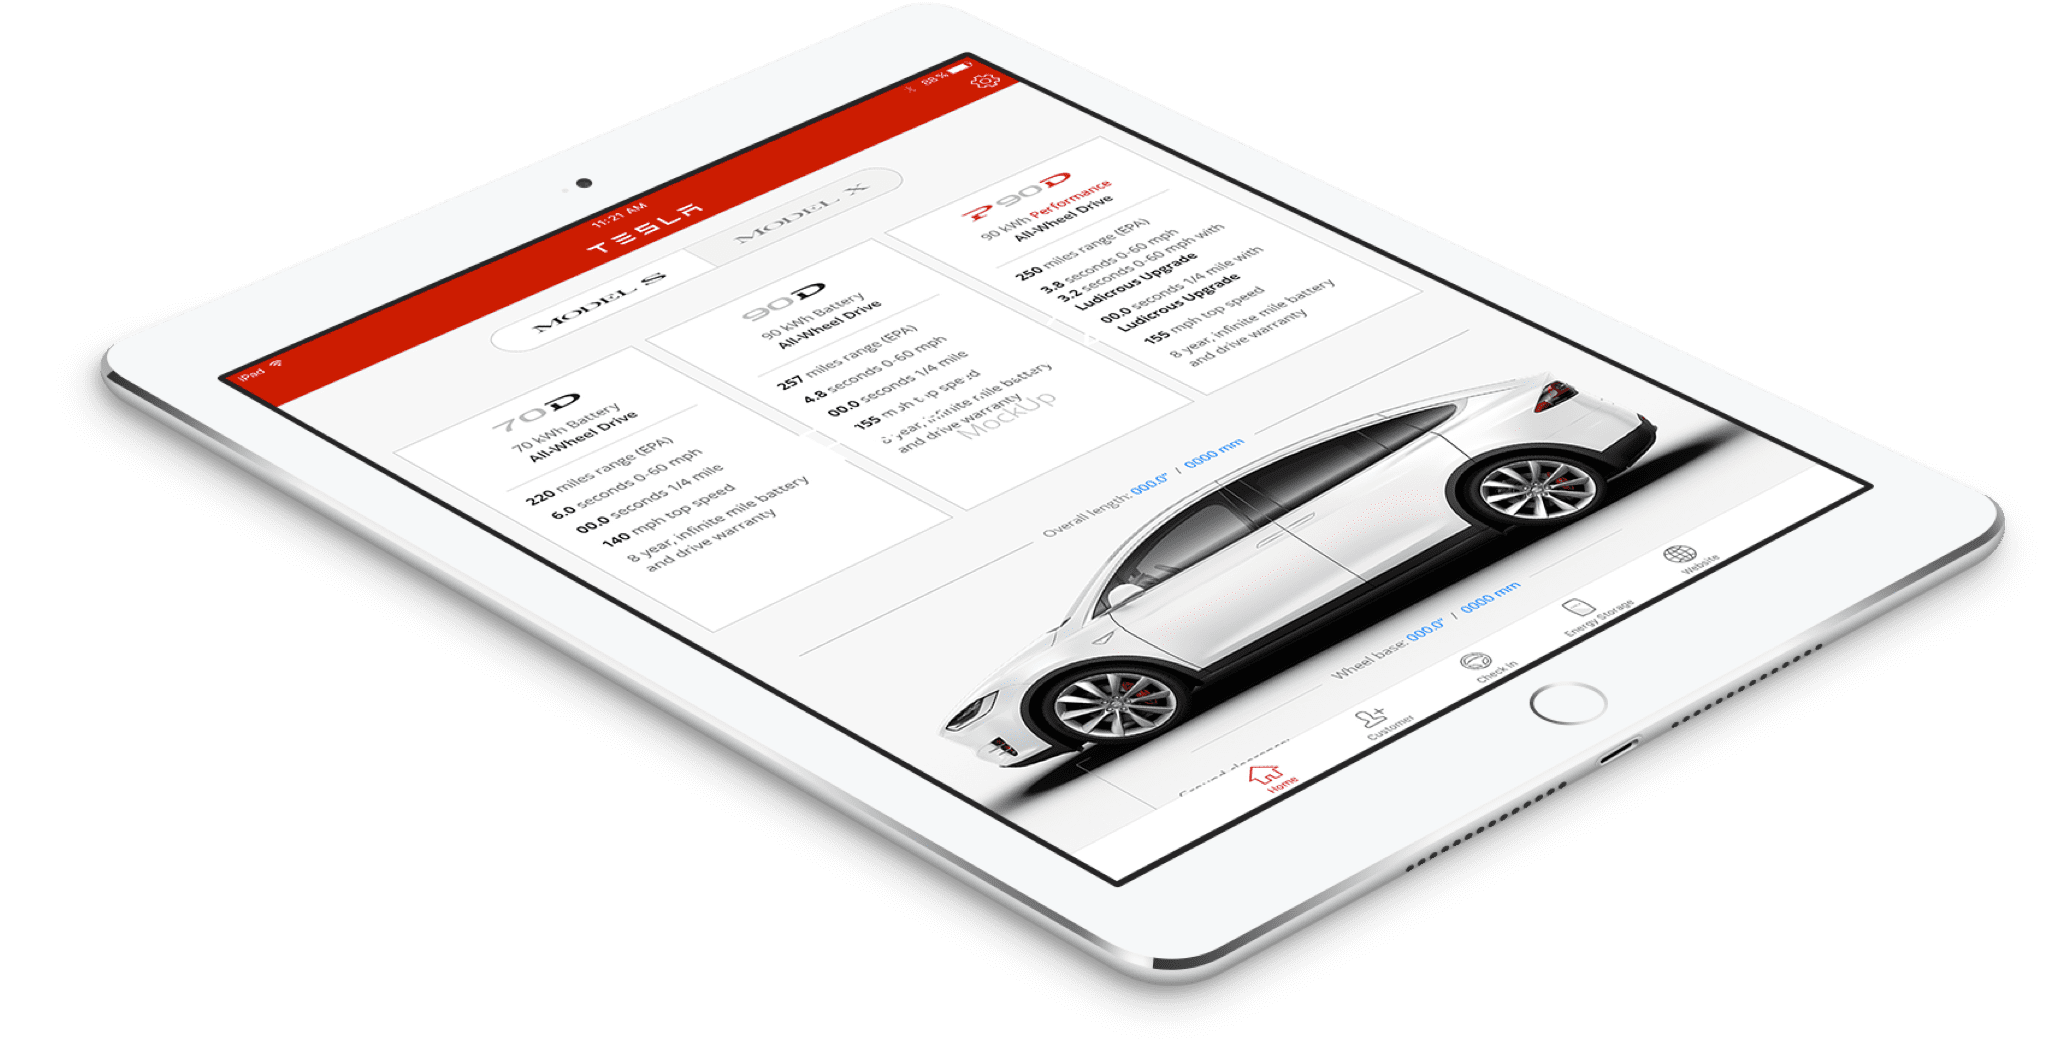 iPad
11:21 AM
88 %
TESLA
MODEL S
MODEL X
70D
70 kWh Battery
All-Wheel Drive
220 miles range (EPA)
6.0 seconds 0-60 mph
00.0 seconds 1/4 mile
140 mph top speed
8 year, infinite mile battery
and drive warranty
90D
90 kWh Battery
All-Wheel Drive
257 miles range (EPA)
4.8 seconds 0-60 mph
00.0 seconds 1/4 mile
155 mph top speed
8 year, infinite mile battery
and drive warranty
MockUp
P90D
90 kWh Performance
All-Wheel Drive
250 miles range (EPA)
3.8 seconds 0-60 mph
3.2 seconds 0-60 mph with
Ludicrous Upgrade
00.0 seconds 1/4 mile with
Ludicrous Upgrade
155 mph top speed
8 year, infinite mile battery
and drive warranty
Overall length: 000.0" / 0000 mm
Wheel base: 000.0" / 0000 mm
Home
Customer
Check In
Energy Storage
Website